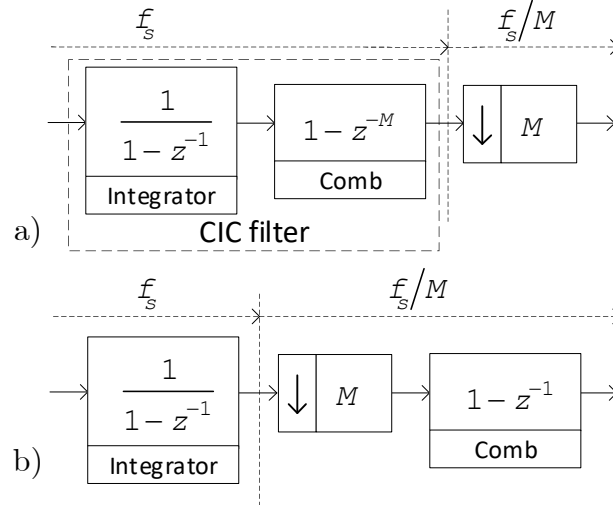 f_s f_s/M
1 / 1 − z^{-1} 1 − z^{-M} ↓ M
Integrator Comb
a) CIC filter
f_s f_s/M
1 / 1 − z^{-1} ↓ M 1 − z^{-1}
b) Integrator Comb